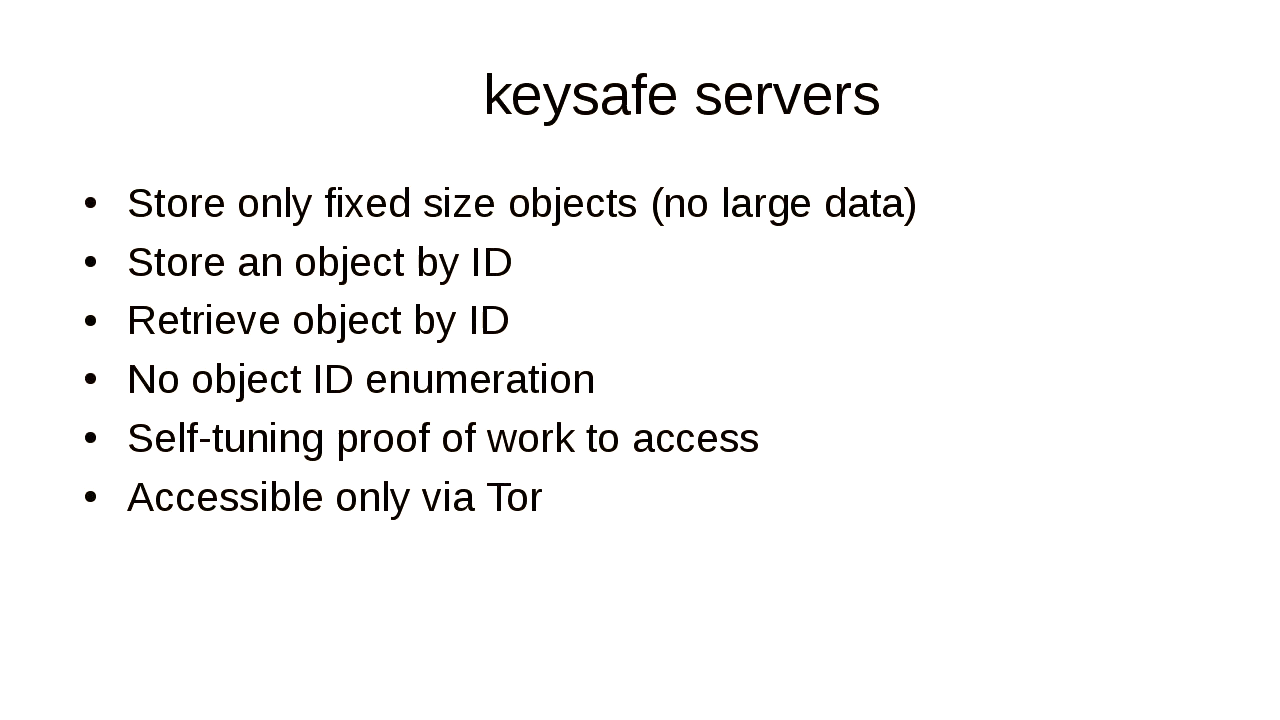 keysafe servers
• Store only fixed size objects (no large data)
• Store an object by ID
• Retrieve object by ID
• No object ID enumeration
• Self-tuning proof of work to access
• Accessible only via Tor